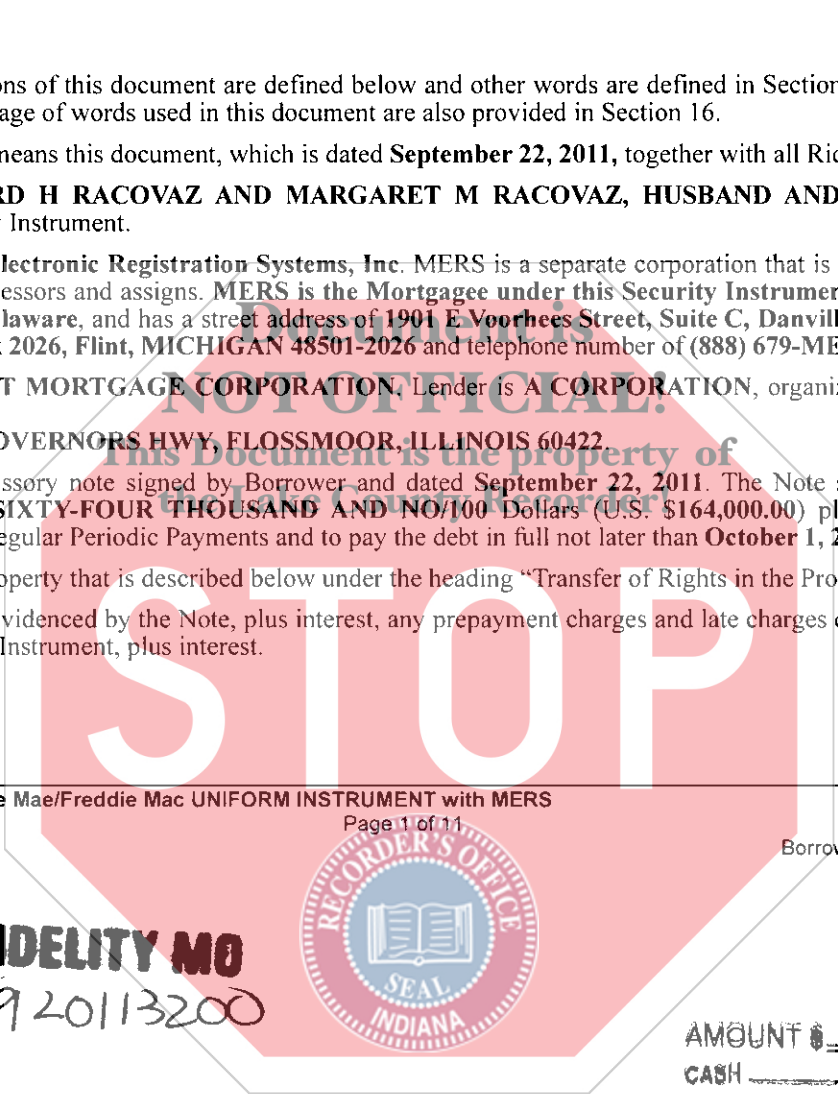 ons of this document are defined below and other words are defined in Section
age of words used in this document are also provided in Section 16.
means this document, which is dated September 22, 2011, together with all Ri
RD H RACOVAZ AND MARGARET M RACOVAZ, HUSBAND AND
Instrument.
lectronic Registration Systems, Inc. MERS is a separate corporation that is
essors and assigns. MERS is the Mortgagee under this Security Instrumen
laware, and has a street address of 1901 E Voorhees Street, Suite C, Danvill
2026, Flint, MICHIGAN 48501-2026 and telephone number of (888) 679-ME
Document is
NOT OFFICIAL!
This Document is the property of
the Lake County Recorder!
T MORTGAGE CORPORATION. Lender is A CORPORATION, organiz
OVERNORS HWY, FLOSSMOOR, ILLINOIS 60422.
ssory note signed by Borrower and dated September 22, 2011. The Note
SIXTY-FOUR THOUSAND AND NO/100 Dollars (U.S. $164,000.00) pl
egular Periodic Payments and to pay the debt in full not later than October 1, 2
operty that is described below under the heading “Transfer of Rights in the Pro
videnced by the Note, plus interest, any prepayment charges and late charges
Instrument, plus interest.
STOP
e Mae/Freddie Mac UNIFORM INSTRUMENT with MERS
Page 1 of 11
Borrow
RECORDER'S OFFICE
SEAL
INDIANA
IDELITY MO
920113200
AMOUNT $
CASH